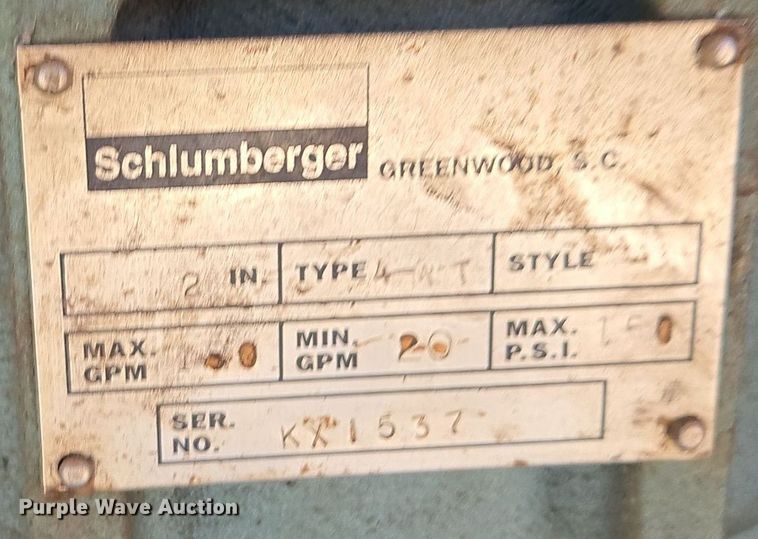 Schlumberger GREENWOOD, S.C.
2 IN. TYPE STYLE
MAX. GPM MIN. GPM 20 MAX. P.S.I.
SER. NO. KX1537
Purple Wave Auction